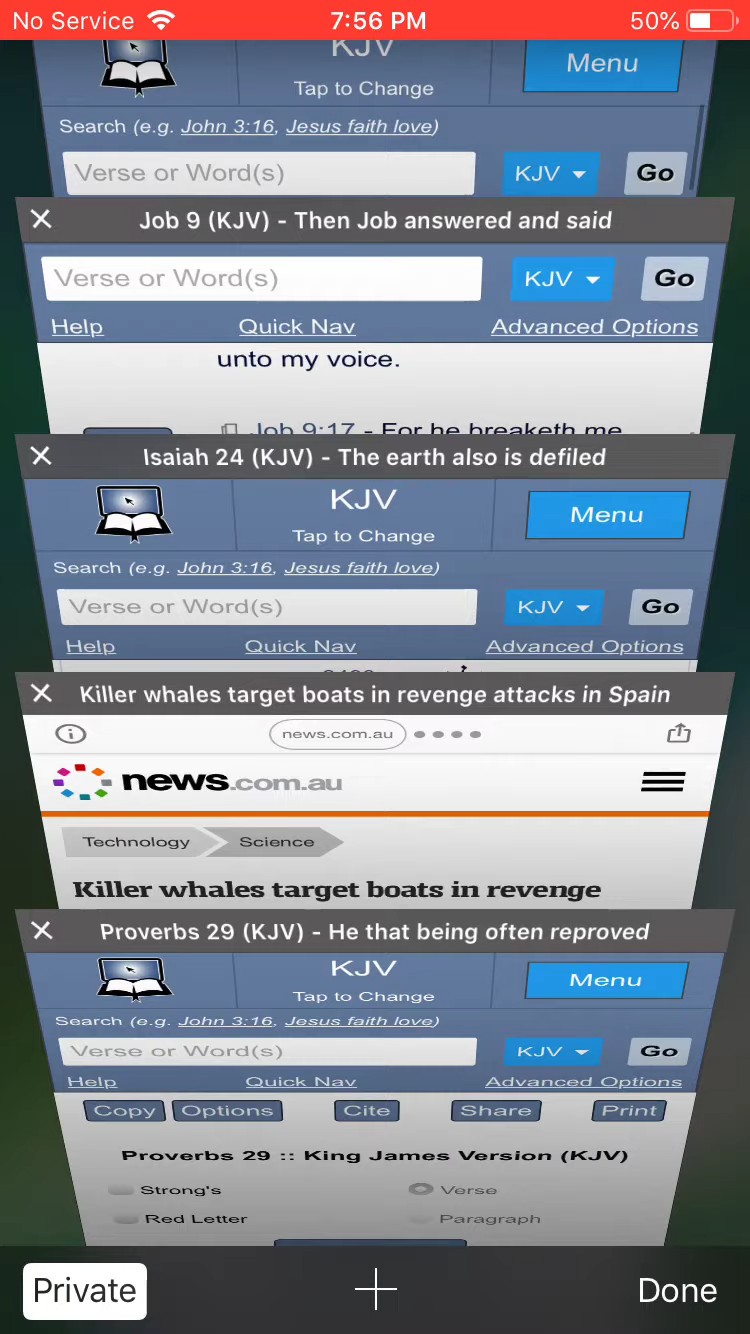 No Service 7:56 PM 50%
KJV
Tap to Change
Menu
Search (e.g. John 3:16, Jesus faith love)
Verse or Word(s) KJV Go
Job 9 (KJV) - Then Job answered and said
Verse or Word(s) KJV Go
Help Quick Nav Advanced Options
unto my voice.
Job 9:17 - For he breaketh me
Isaiah 24 (KJV) - The earth also is defiled
KJV
Tap to Change
Menu
Search (e.g. John 3:16, Jesus faith love)
Verse or Word(s) KJV Go
Help Quick Nav Advanced Options
Killer whales target boats in revenge attacks in Spain
news.com.au
news.com.au
Technology Science
Killer whales target boats in revenge
Proverbs 29 (KJV) - He that being often reproved
KJV
Tap to Change
Menu
Search (e.g. John 3:16, Jesus faith love)
Verse or Word(s) KJV Go
Help Quick Nav Advanced Options
Copy Options Cite Share Print
Proverbs 29 :: King James Version (KJV)
Strong's Verse
Red Letter Paragraph
Private Done